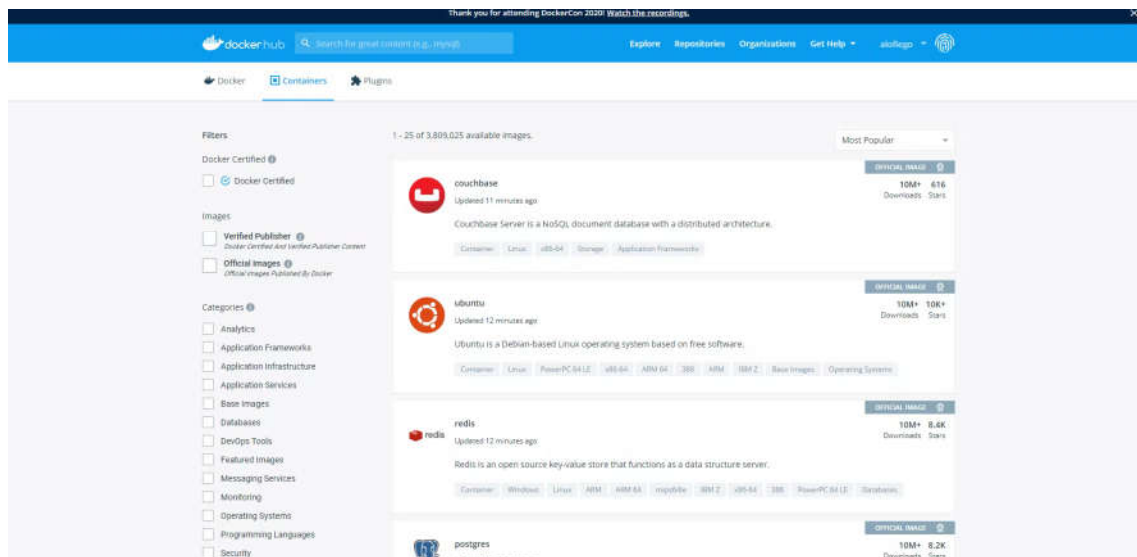 Thank you for attending DockerCon 2020! Watch the recordings.
docker hub
Search for great content (e.g., mysql)
Explore Repositories Organizations Get Help
Docker Containers Plugins
Filters
1 - 25 of 3,809,025 available images.
Most Popular
Docker Certified
Docker Certified
Images
Verified Publisher
Docker Certified And Verified Publisher Content
Official Images
Official Images Published By Docker
Categories
Analytics
Application Frameworks
Application Infrastructure
Application Services
Base Images
Databases
DevOps Tools
Featured Images
Messaging Services
Monitoring
Operating Systems
Programming Languages
Security
OFFICIAL IMAGE
couchbase
10M+ 616
Updated 11 minutes ago
Downloads Stars
Couchbase Server is a NoSQL document database with a distributed architecture.
Container Linux x86-64 Storage Application Frameworks
OFFICIAL IMAGE
ubuntu
10M+ 10K+
Updated 12 minutes ago
Downloads Stars
Ubuntu is a Debian-based Linux operating system based on free software.
Container Linux PowerPC 64 LE x86-64 ARM 64 386 ARM IBM Z Base Images Operating Systems
OFFICIAL IMAGE
redis
redis
10M+ 8.4K
Updated 12 minutes ago
Downloads Stars
Redis is an open source key-value store that functions as a data structure server.
Container Windows Linux ARM ARM 64 mips64le IBM Z x86-64 386 PowerPC 64 LE Databases
OFFICIAL IMAGE
postgres
10M+ 8.2K
Downloads Stars